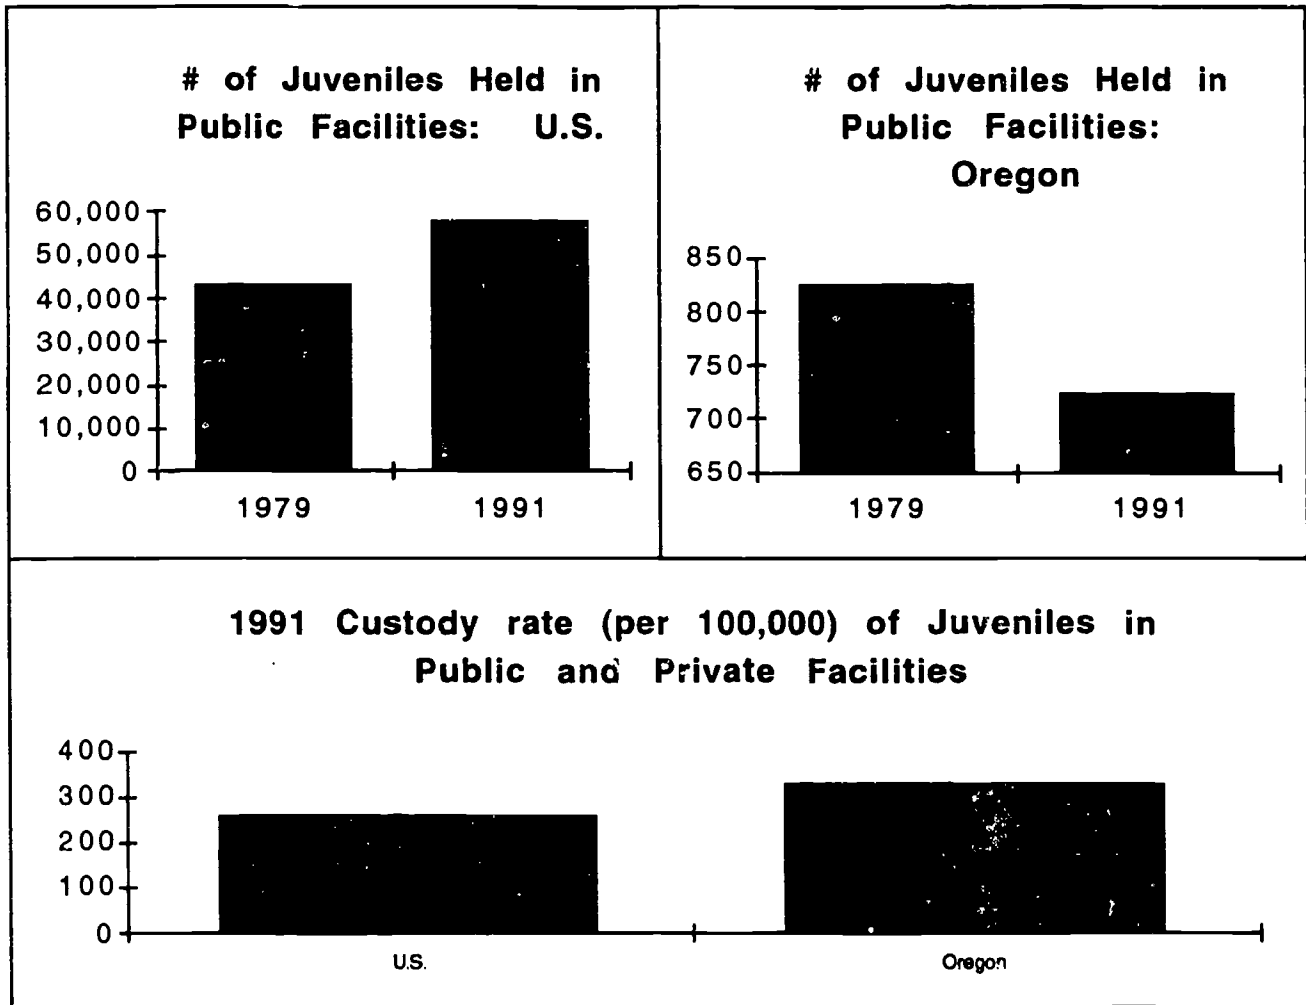 # of Juveniles Held in
Public Facilities: U.S.
60,000
50,000
40,000
30,000
20,000
10,000
0
1979 1991
# of Juveniles Held in
Public Facilities:
Oregon
850
800
750
700
650
1979 1991
1991 Custody rate (per 100,000) of Juveniles in
Public and Private Facilities
400
300
200
100
0
U.S. Oregon